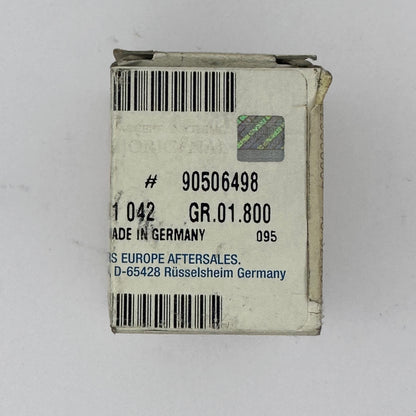 # 90506498
1 042 GR.01.800
ADE IN GERMANY 095
S EUROPE AFTERSALES.
D-65428 Rüsselsheim Germany